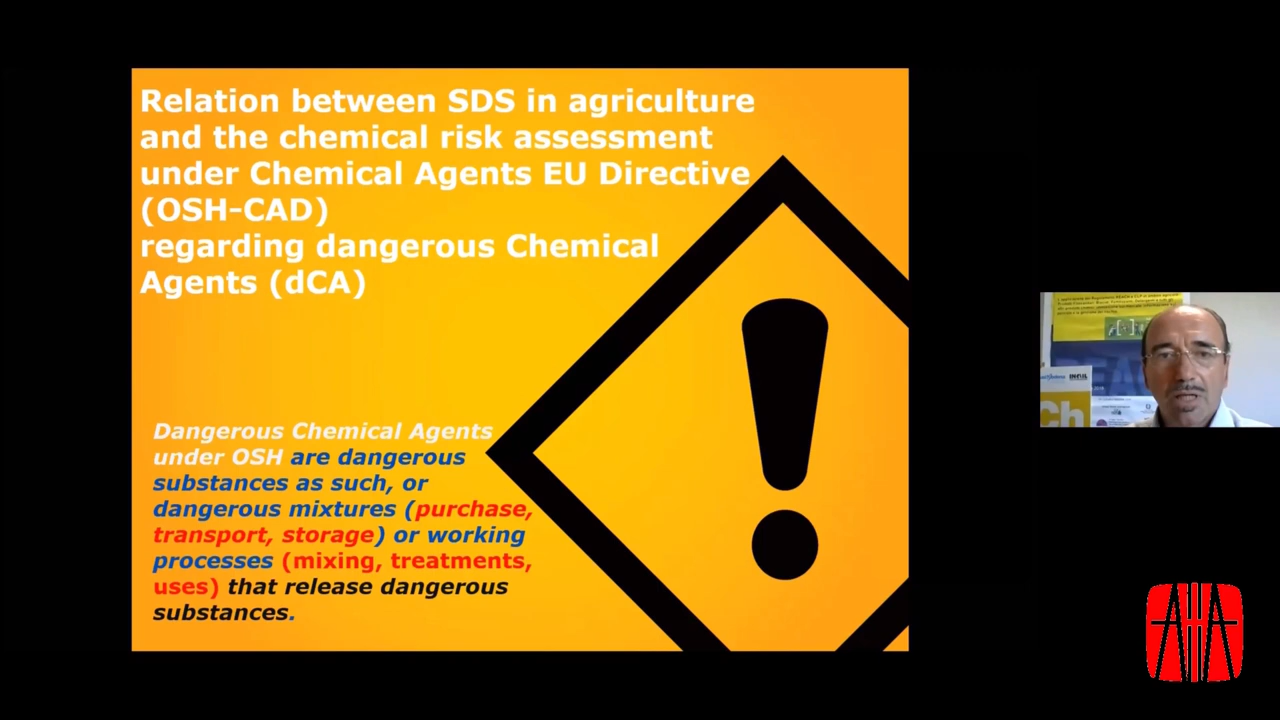 Relation between SDS in agriculture
and the chemical risk assessment
under Chemical Agents EU Directive
(OSH-CAD)
regarding dangerous Chemical
Agents (dCA)
Dangerous Chemical Agents
under OSH are dangerous
substances as such, or
dangerous mixtures (purchase,
transport, storage) or working
processes (mixing, treatments,
uses) that release dangerous
substances.